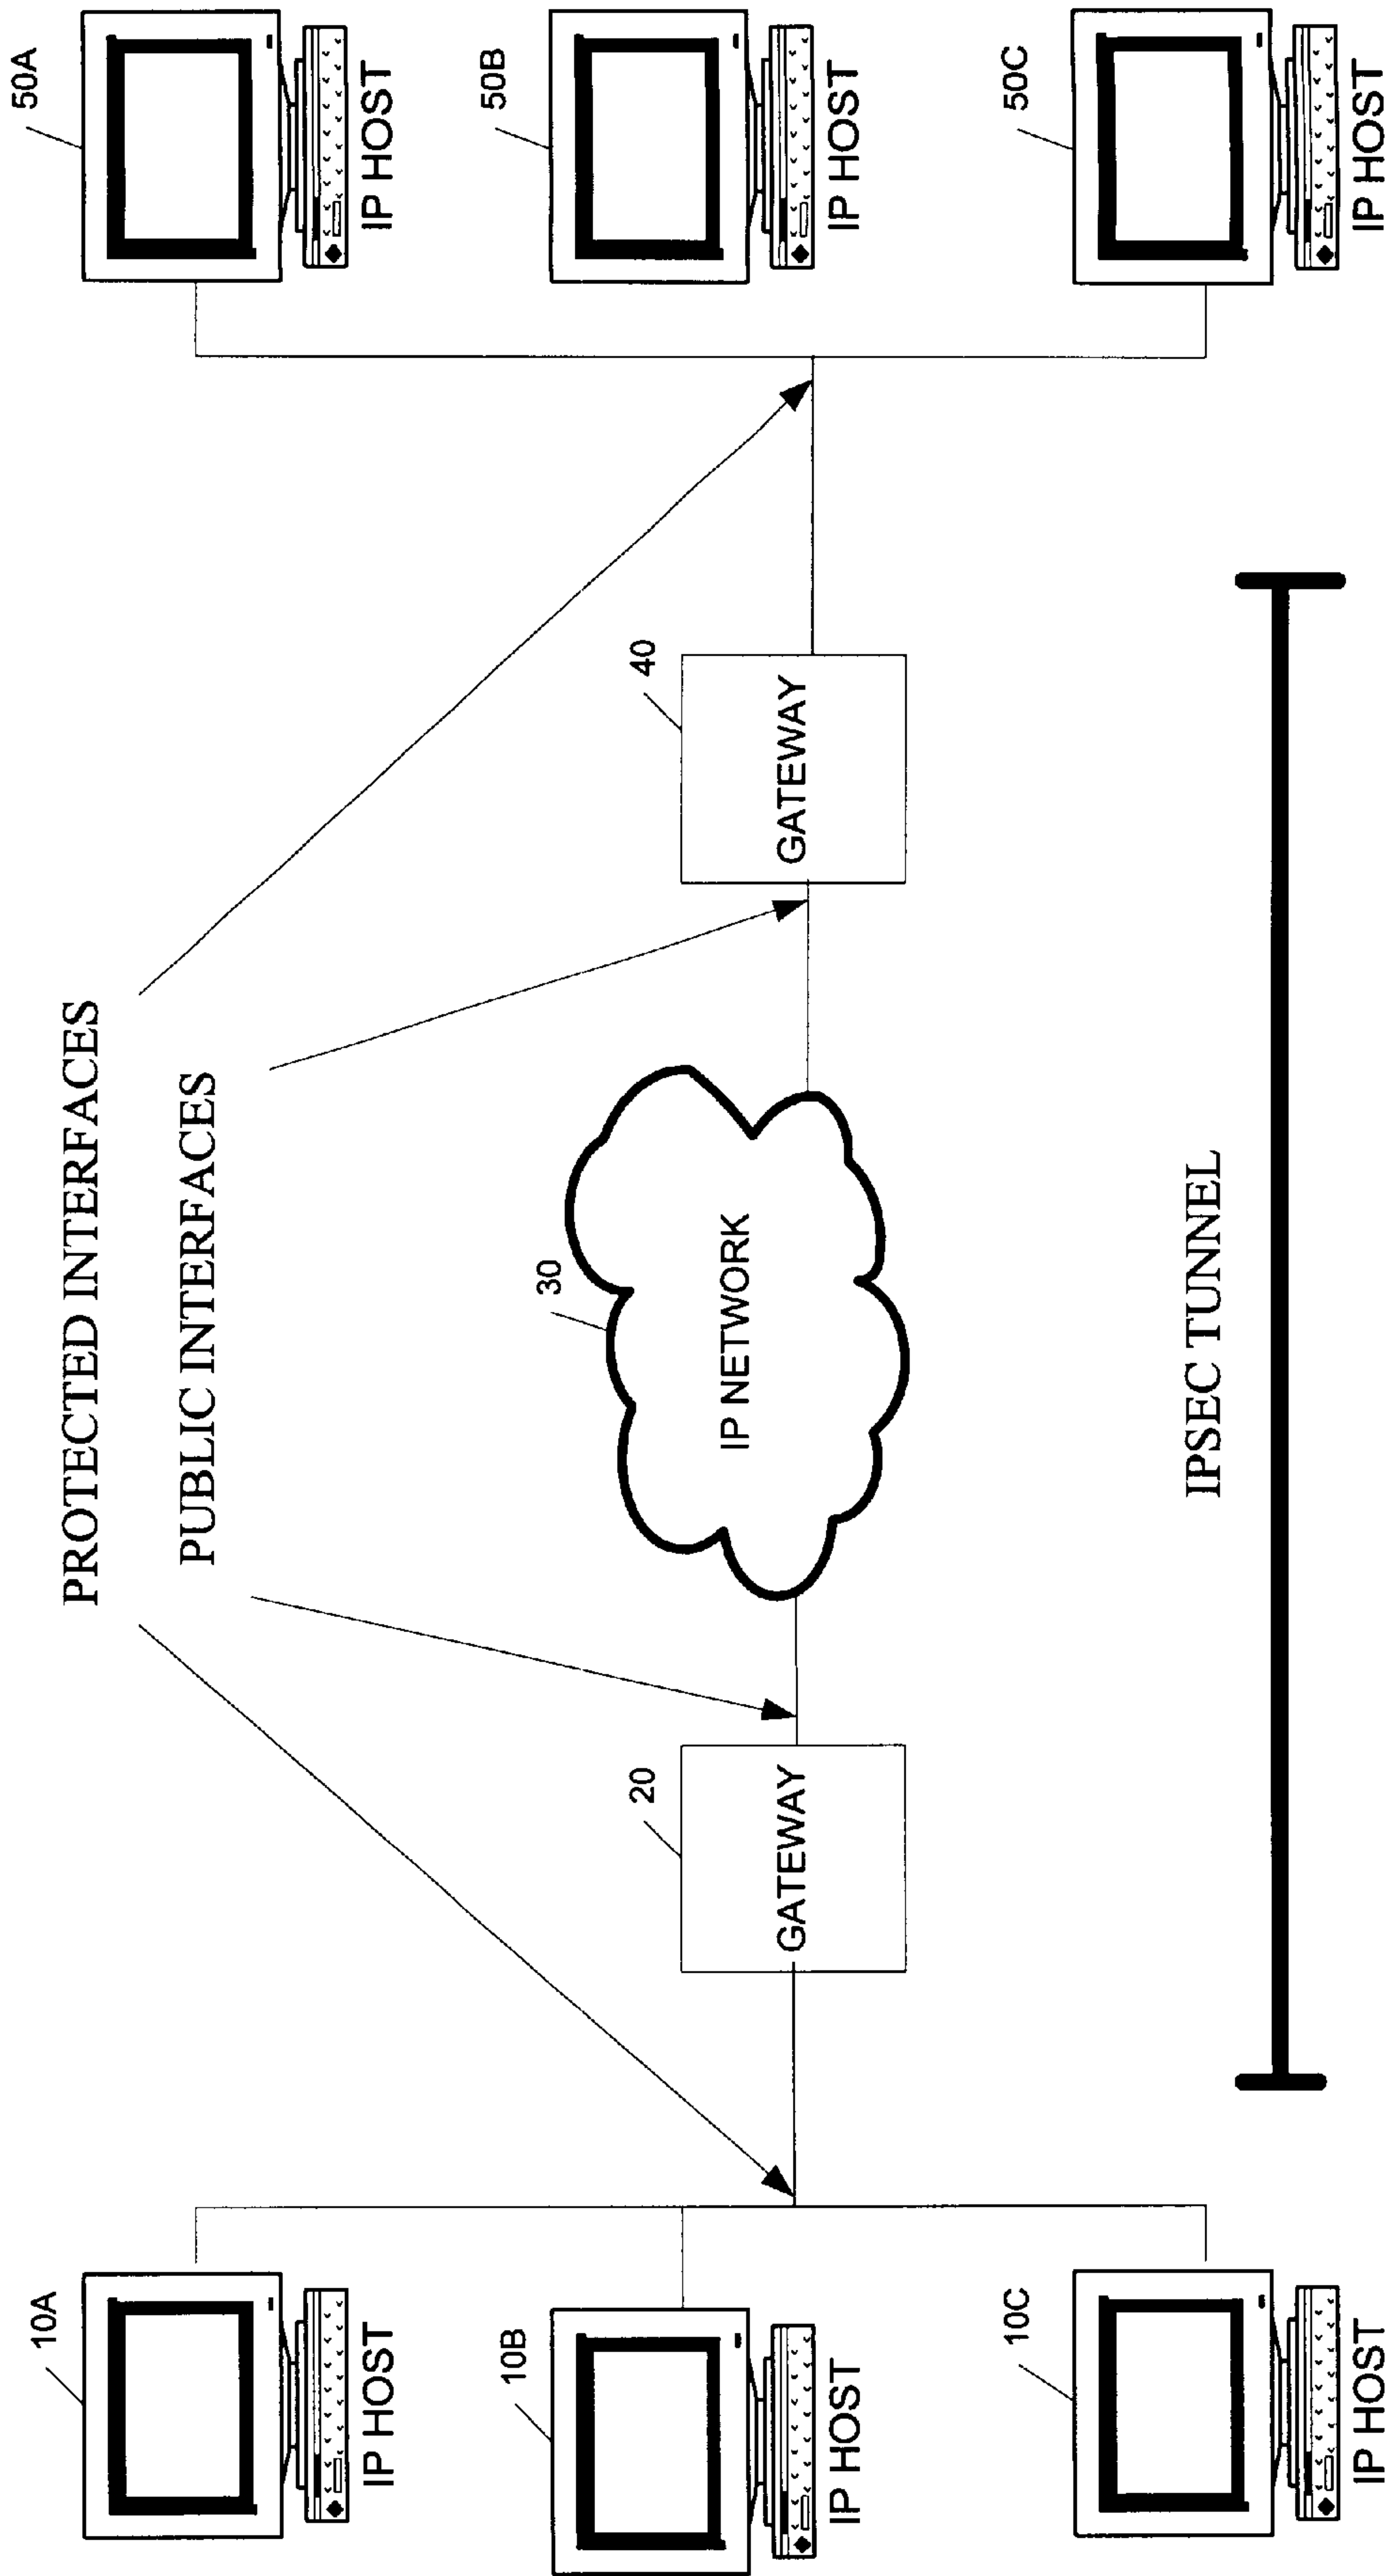 PROTECTED INTERFACES
PUBLIC INTERFACES
10A
IP HOST
10B
IP HOST
10C
IP HOST
20
GATEWAY
30
IP NETWORK
40
GATEWAY
50A
IP HOST
50B
IP HOST
50C
IP HOST
IPSEC TUNNEL